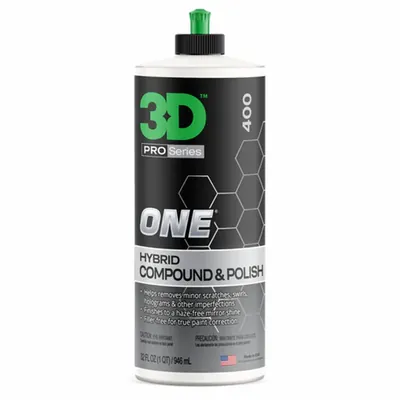 3D™
PRO Series
400
ONE®
HYBRID
COMPOUND & POLISH
• Helps removes minor scratches, swirls,
holograms & other imperfections
• Finishes to a haze-free mirror shine
• Filler free for true paint correction
32 FL OZ (1 QT) / 946 mL